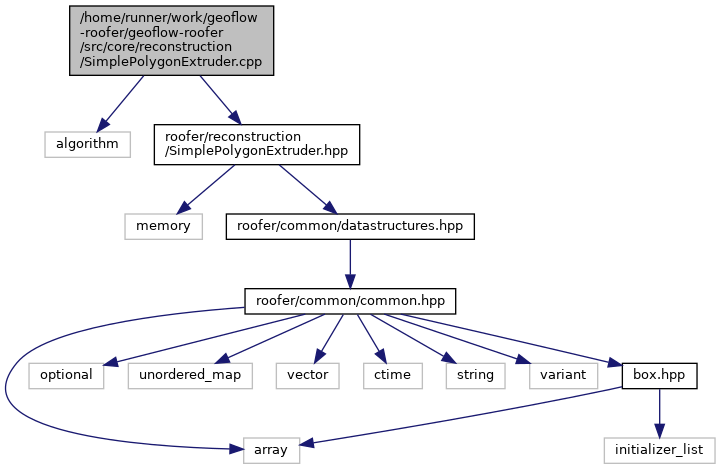 /home/runner/work/geoflow
-roofer/geoflow-roofer
/src/core/reconstruction
/SimplePolygonExtruder.cpp
algorithm
roofer/reconstruction
/SimplePolygonExtruder.hpp
memory
roofer/common/datastructures.hpp
roofer/common/common.hpp
optional
unordered_map
vector
ctime
string
variant
box.hpp
array
initializer_list